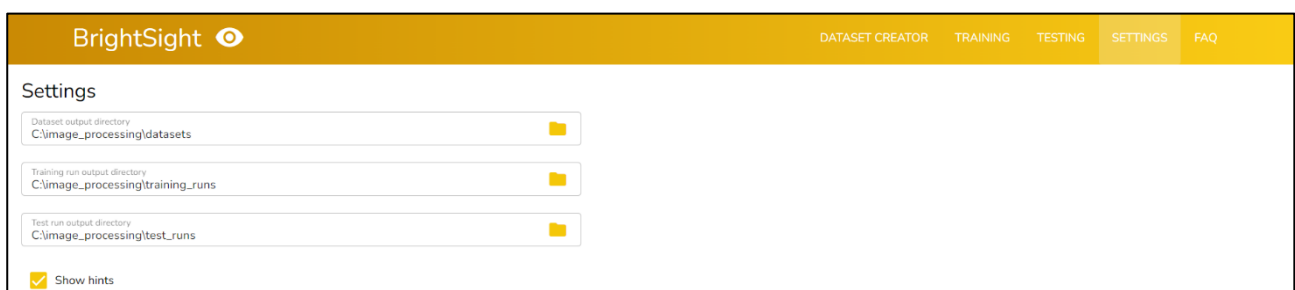 BrightSight
DATASET CREATOR TRAINING TESTING SETTINGS FAQ
Settings
Dataset output directory
C:\image_processing\datasets
Training run output directory
C:\image_processing\training_runs
Test run output directory
C:\image_processing\test_runs
Show hints